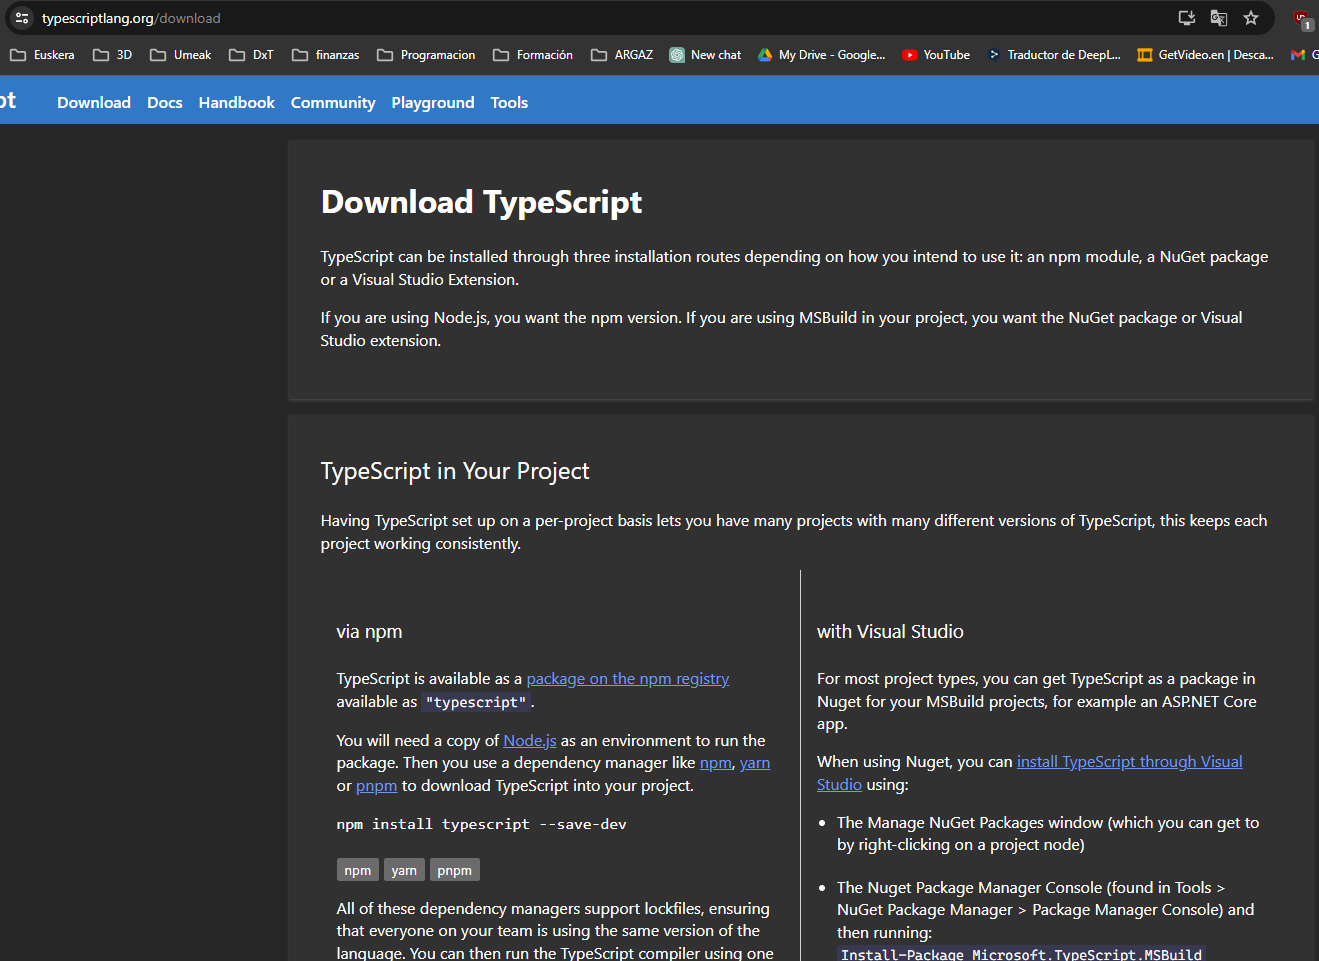 typescriptlang.org/download
1
Euskera 3D Umeak DxT finanzas Programacion Formación ARGAZ New chat My Drive - Google... YouTube Traductor de DeepL... GetVideo.en | Desca... G
pt Download Docs Handbook Community Playground Tools
Download TypeScript
TypeScript can be installed through three installation routes depending on how you intend to use it: an npm module, a NuGet package
or a Visual Studio Extension.
If you are using Node.js, you want the npm version. If you are using MSBuild in your project, you want the NuGet package or Visual
Studio extension.
TypeScript in Your Project
Having TypeScript set up on a per-project basis lets you have many projects with many different versions of TypeScript, this keeps each
project working consistently.
via npm
TypeScript is available as a package on the npm registry
available as "typescript".
You will need a copy of Node.js as an environment to run the
package. Then you use a dependency manager like npm, yarn
or pnpm to download TypeScript into your project.
npm install typescript --save-dev
npm yarn pnpm
All of these dependency managers support lockfiles, ensuring
that everyone on your team is using the same version of the
language. You can then run the TypeScript compiler using one
with Visual Studio
For most project types, you can get TypeScript as a package in
Nuget for your MSBuild projects, for example an ASP.NET Core
app.
When using Nuget, you can install TypeScript through Visual
Studio using:
• The Manage NuGet Packages window (which you can get to
by right-clicking on a project node)
• The Nuget Package Manager Console (found in Tools >
NuGet Package Manager > Package Manager Console) and
then running:
Install-Package Microsoft.TypeScript.MSBuild